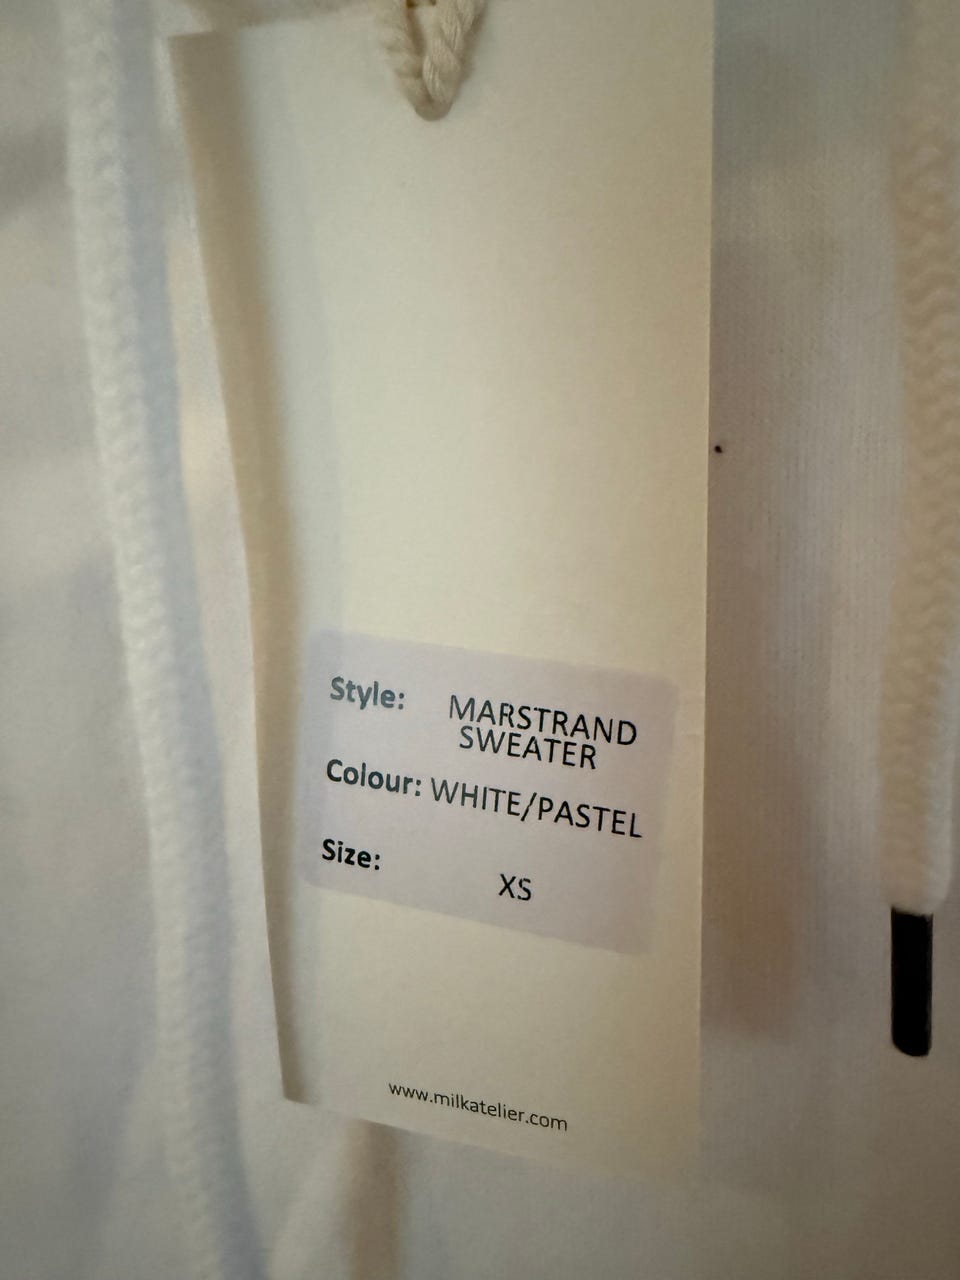 Style: MARSTRAND
SWEATER
Colour: WHITE/PASTEL
Size: XS
www.milkatelier.com